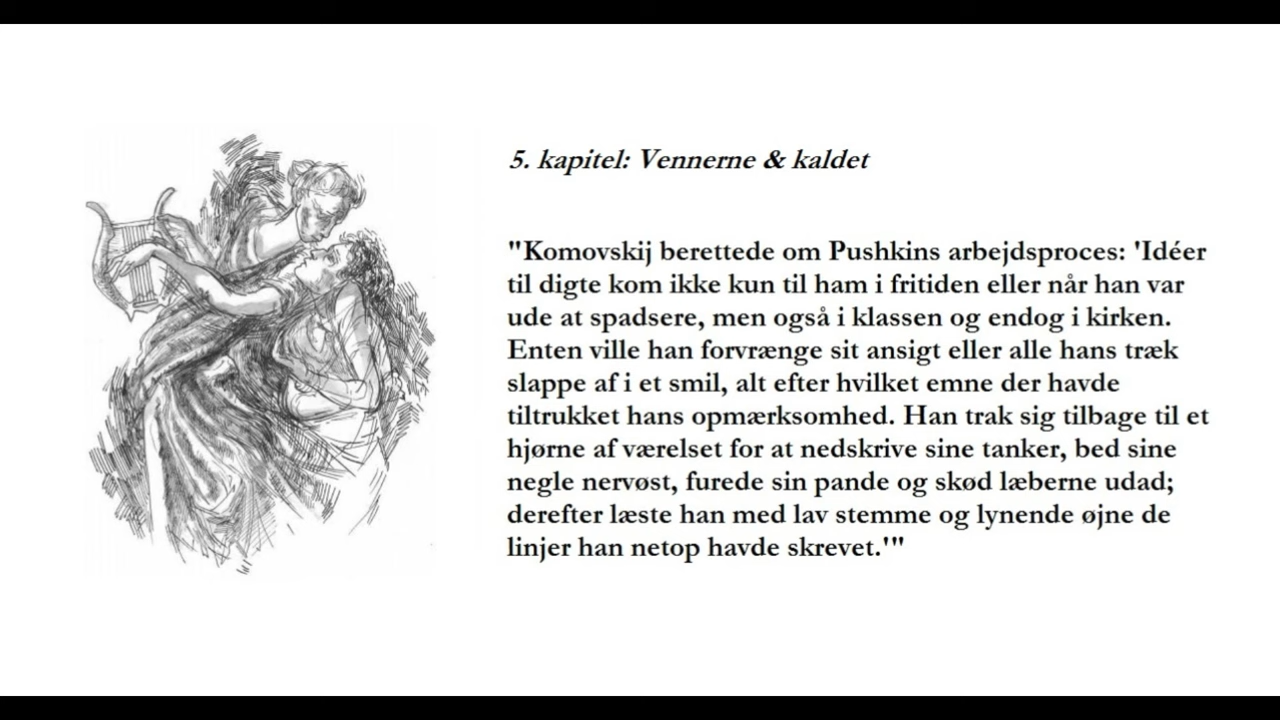 5. kapitel: Vennerne & kaldet
"Komovskij berettede om Pushkins arbejdsproces: 'Idéer
til digte kom ikke kun til ham i fritiden eller når han var
ude at spadsere, men også i klassen og endog i kirken.
Enten ville han forvrænge sit ansigt eller alle hans træk
slappe af i et smil, alt efter hvilket emne der havde
tiltrukket hans opmærksomhed. Han trak sig tilbage til et
hjørne af værelset for at nedskrive sine tanker, bed sine
negle nervøst, furede sin pande og skød læberne udad;
derefter læste han med lav stemme og lynende øjne de
linjer han netop havde skrevet.'"